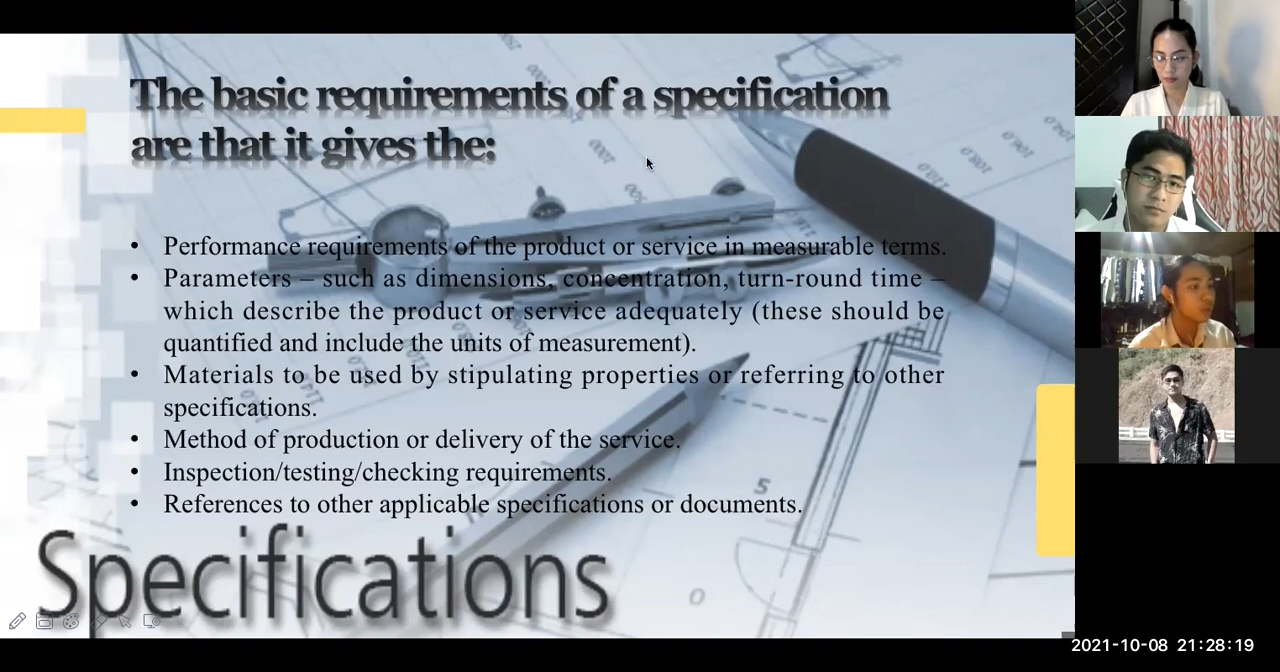 The basic requirements of a specification
are that it gives the:
• Performance requirements of the product or service in measurable terms.
• Parameters – such as dimensions, concentration, turn-round time –
which describe the product or service adequately (these should be
quantified and include the units of measurement).
• Materials to be used by stipulating properties or referring to other
specifications.
• Method of production or delivery of the service.
• Inspection/testing/checking requirements.
• References to other applicable specifications or documents.
Specifications
5
0
2021-10-08 21:28:19